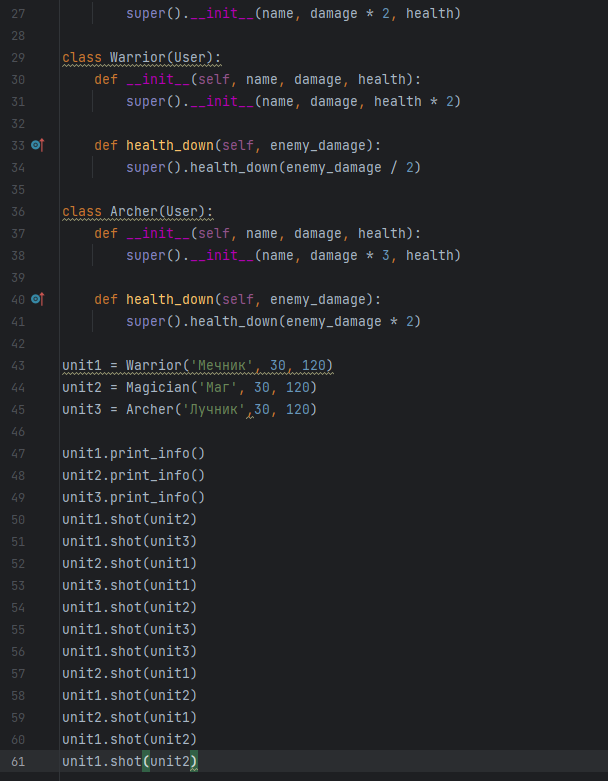 27 super().__init__(name, damage * 2, health)
28
29 class Warrior(User):
30 def __init__(self, name, damage, health):
31 super().__init__(name, damage, health * 2)
32
33 def health_down(self, enemy_damage):
34 super().health_down(enemy_damage / 2)
35
36 class Archer(User):
37 def __init__(self, name, damage, health):
38 super().__init__(name, damage * 3, health)
39
40 def health_down(self, enemy_damage):
41 super().health_down(enemy_damage * 2)
42
43 unit1 = Warrior('Мечник', 30, 120)
44 unit2 = Magician('Маг', 30, 120)
45 unit3 = Archer('Лучник',30, 120)
46
47 unit1.print_info()
48 unit2.print_info()
49 unit3.print_info()
50 unit1.shot(unit2)
51 unit1.shot(unit3)
52 unit2.shot(unit1)
53 unit3.shot(unit1)
54 unit1.shot(unit2)
55 unit1.shot(unit3)
56 unit1.shot(unit3)
57 unit2.shot(unit1)
58 unit1.shot(unit2)
59 unit2.shot(unit1)
60 unit1.shot(unit2)
61 unit1.shot(unit2)